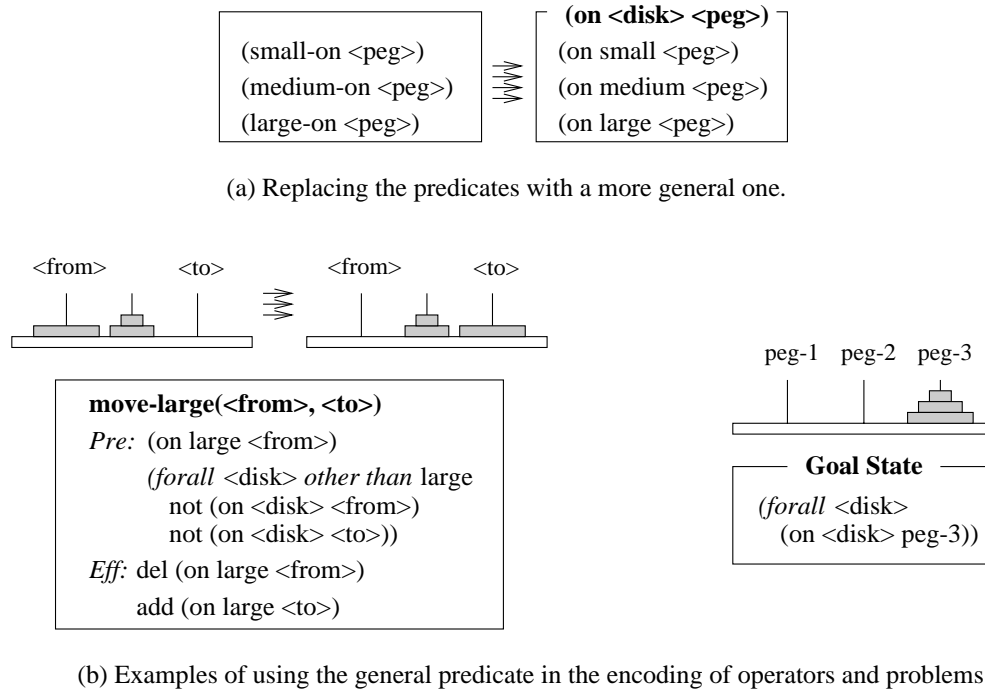 (on <disk> <peg>)
(small-on <peg>)
(medium-on <peg>)
(large-on <peg>)
(on small <peg>)
(on medium <peg>)
(on large <peg>)
(a) Replacing the predicates with a more general one.
<from> <to>
<from> <to>
move-large(<from>, <to>)
Pre: (on large <from>)
(forall <disk> other than large
not (on <disk> <from>)
not (on <disk> <to>))
Eff: del (on large <from>)
add (on large <to>)
peg-1 peg-2 peg-3
Goal State
(forall <disk>
(on <disk> peg-3))
(b) Examples of using the general predicate in the encoding of operators and problems